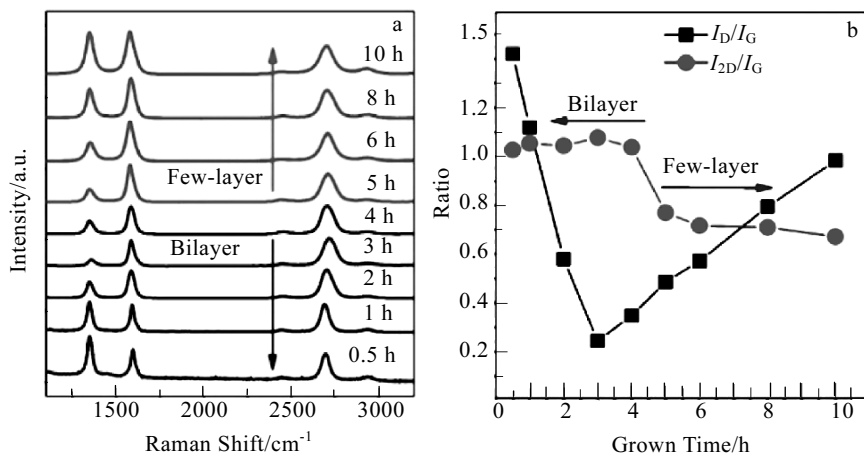 a
10 h
8 h
6 h
5 h
Few-layer
4 h
Bilayer
3 h
2 h
1 h
0.5 h
Intensity/a.u.
1500 2000 2500 3000
Raman Shift/cm-1
b
ID/IG
I2D/IG
Bilayer
Few-layer
1.5
1.2
1.0
0.8
0.6
0.4
0.2
Ratio
0 2 4 6 8 10
Grown Time/h